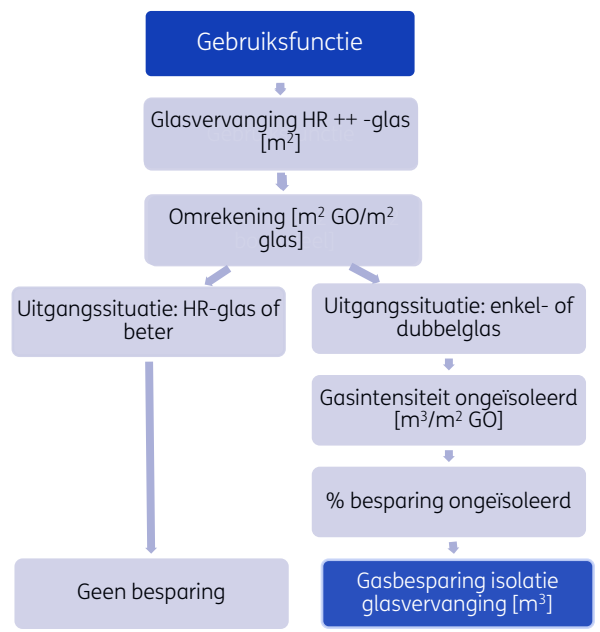 Gebruiksfunctie
Glasvervanging HR ++ -glas
[m²]
Omrekening [m² GO/m²
glas]
Uitgangssituatie: HR-glas of
beter
Uitgangssituatie: enkel- of
dubbelglas
Gasintensiteit ongeïsoleerd
[m³/m² GO]
% besparing ongeïsoleerd
Geen besparing
Gasbesparing isolatie
glasvervanging [m³]